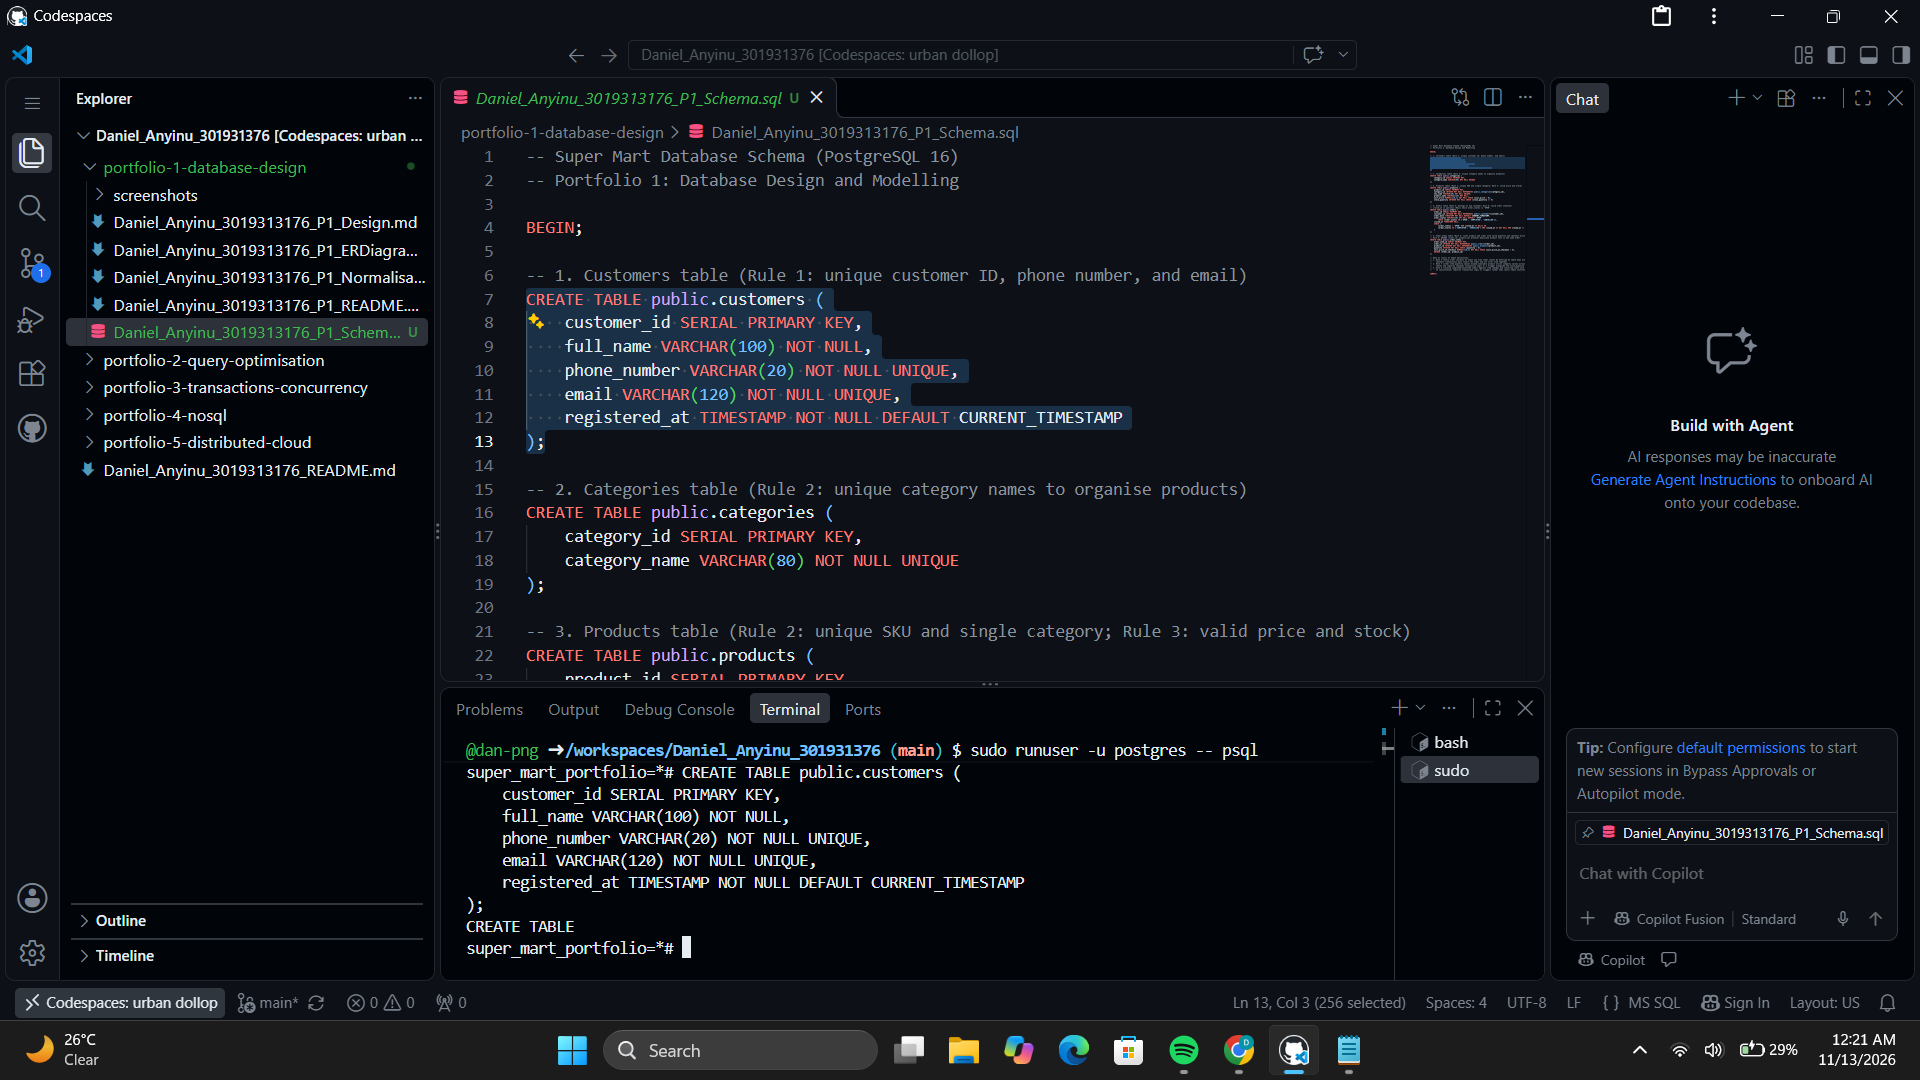 Codespaces
Daniel_Anyinu_301931376 [Codespaces: urban dollop]
Explorer
Daniel_Anyinu_301931376 [Codespaces: urban ...
portfolio-1-database-design
screenshots
Daniel_Anyinu_3019313176_P1_Design.md
Daniel_Anyinu_3019313176_P1_ERDiagra...
Daniel_Anyinu_3019313176_P1_Normalisa...
Daniel_Anyinu_3019313176_P1_README....
Daniel_Anyinu_3019313176_P1_Schem... U
portfolio-2-query-optimisation
portfolio-3-transactions-concurrency
portfolio-4-nosql
portfolio-5-distributed-cloud
Daniel_Anyinu_3019313176_README.md
1
Outline
Timeline
Daniel_Anyinu_3019313176_P1_Schema.sql U
portfolio-1-database-design > Daniel_Anyinu_3019313176_P1_Schema.sql
1 -- Super Mart Database Schema (PostgreSQL 16)
2 -- Portfolio 1: Database Design and Modelling
3
4 BEGIN;
5
6 -- 1. Customers table (Rule 1: unique customer ID, phone number, and email)
7 CREATE TABLE public.customers (
8 customer_id SERIAL PRIMARY KEY,
9 full_name VARCHAR(100) NOT NULL,
10 phone_number VARCHAR(20) NOT NULL UNIQUE,
11 email VARCHAR(120) NOT NULL UNIQUE,
12 registered_at TIMESTAMP NOT NULL DEFAULT CURRENT_TIMESTAMP
13 );
14
15 -- 2. Categories table (Rule 2: unique category names to organise products)
16 CREATE TABLE public.categories (
17 category_id SERIAL PRIMARY KEY,
18 category_name VARCHAR(80) NOT NULL UNIQUE
19 );
20
21 -- 3. Products table (Rule 2: unique SKU and single category; Rule 3: valid price and stock)
22 CREATE TABLE public.products (
23 product_id SERIAL PRIMARY KEY
Problems Output Debug Console Terminal Ports
@dan-png ➜/workspaces/Daniel_Anyinu_301931376 (main) $ sudo runuser -u postgres -- psql
super_mart_portfolio=*# CREATE TABLE public.customers (
customer_id SERIAL PRIMARY KEY,
full_name VARCHAR(100) NOT NULL,
phone_number VARCHAR(20) NOT NULL UNIQUE,
email VARCHAR(120) NOT NULL UNIQUE,
registered_at TIMESTAMP NOT NULL DEFAULT CURRENT_TIMESTAMP
);
CREATE TABLE
super_mart_portfolio=*#
bash
sudo
Chat
Build with Agent
AI responses may be inaccurate
Generate Agent Instructions to onboard AI
onto your codebase.
Tip: Configure default permissions to start
new sessions in Bypass Approvals or
Autopilot mode.
Daniel_Anyinu_3019313176_P1_Schema.sql
Chat with Copilot
Copilot Fusion Standard
Copilot
Codespaces: urban dollop main* 0 0 0
Ln 13, Col 3 (256 selected) Spaces: 4 UTF-8 LF { } MS SQL Sign In Layout: US
26°C
Clear
Search
29%
12:21 AM
11/13/2026